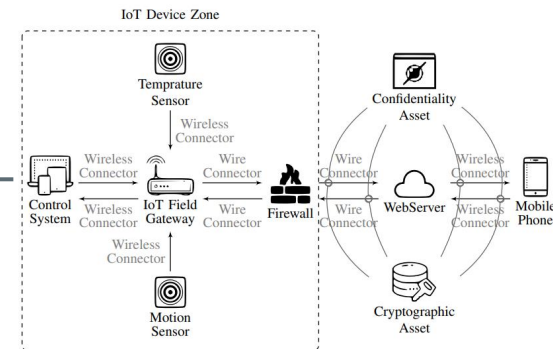 IoT Device Zone
Temprature
Sensor
Confidentiality
Asset
Wireless
Connector
Wireless
Connector
Wire
Connector
Wire
Connector
Wireless
Connector
Control
System
Wireless
Connector
IoT Field
Gateway
Wire
Connector
Firewall
Wire
Connector
WebServer
Wireless
Connector
Mobile
Phone
Wireless
Connector
Motion
Sensor
Cryptographic
Asset